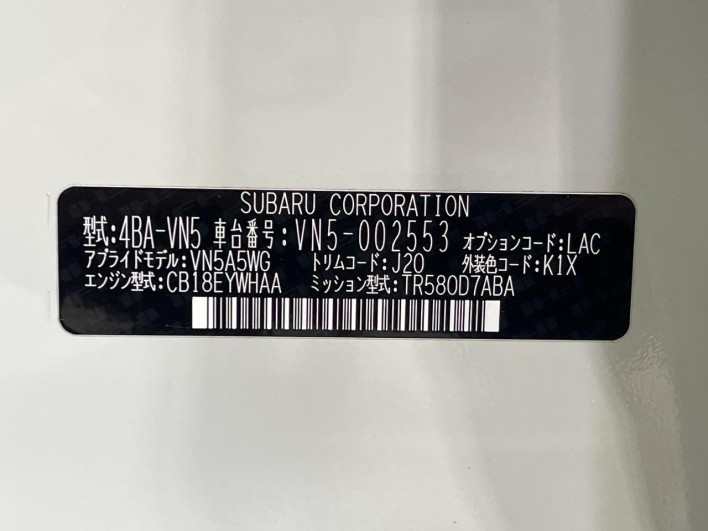 SUBARU CORPORATION
型式:4BA-VN5 車台番号:VN5-002553 オプションコード:LAC
アプライドモデル:VN5A5WG トリムコード:J20 外装色コード:K1X
エンジン型式:CB18EYWHAA ミッション型式:TR580D7ABA